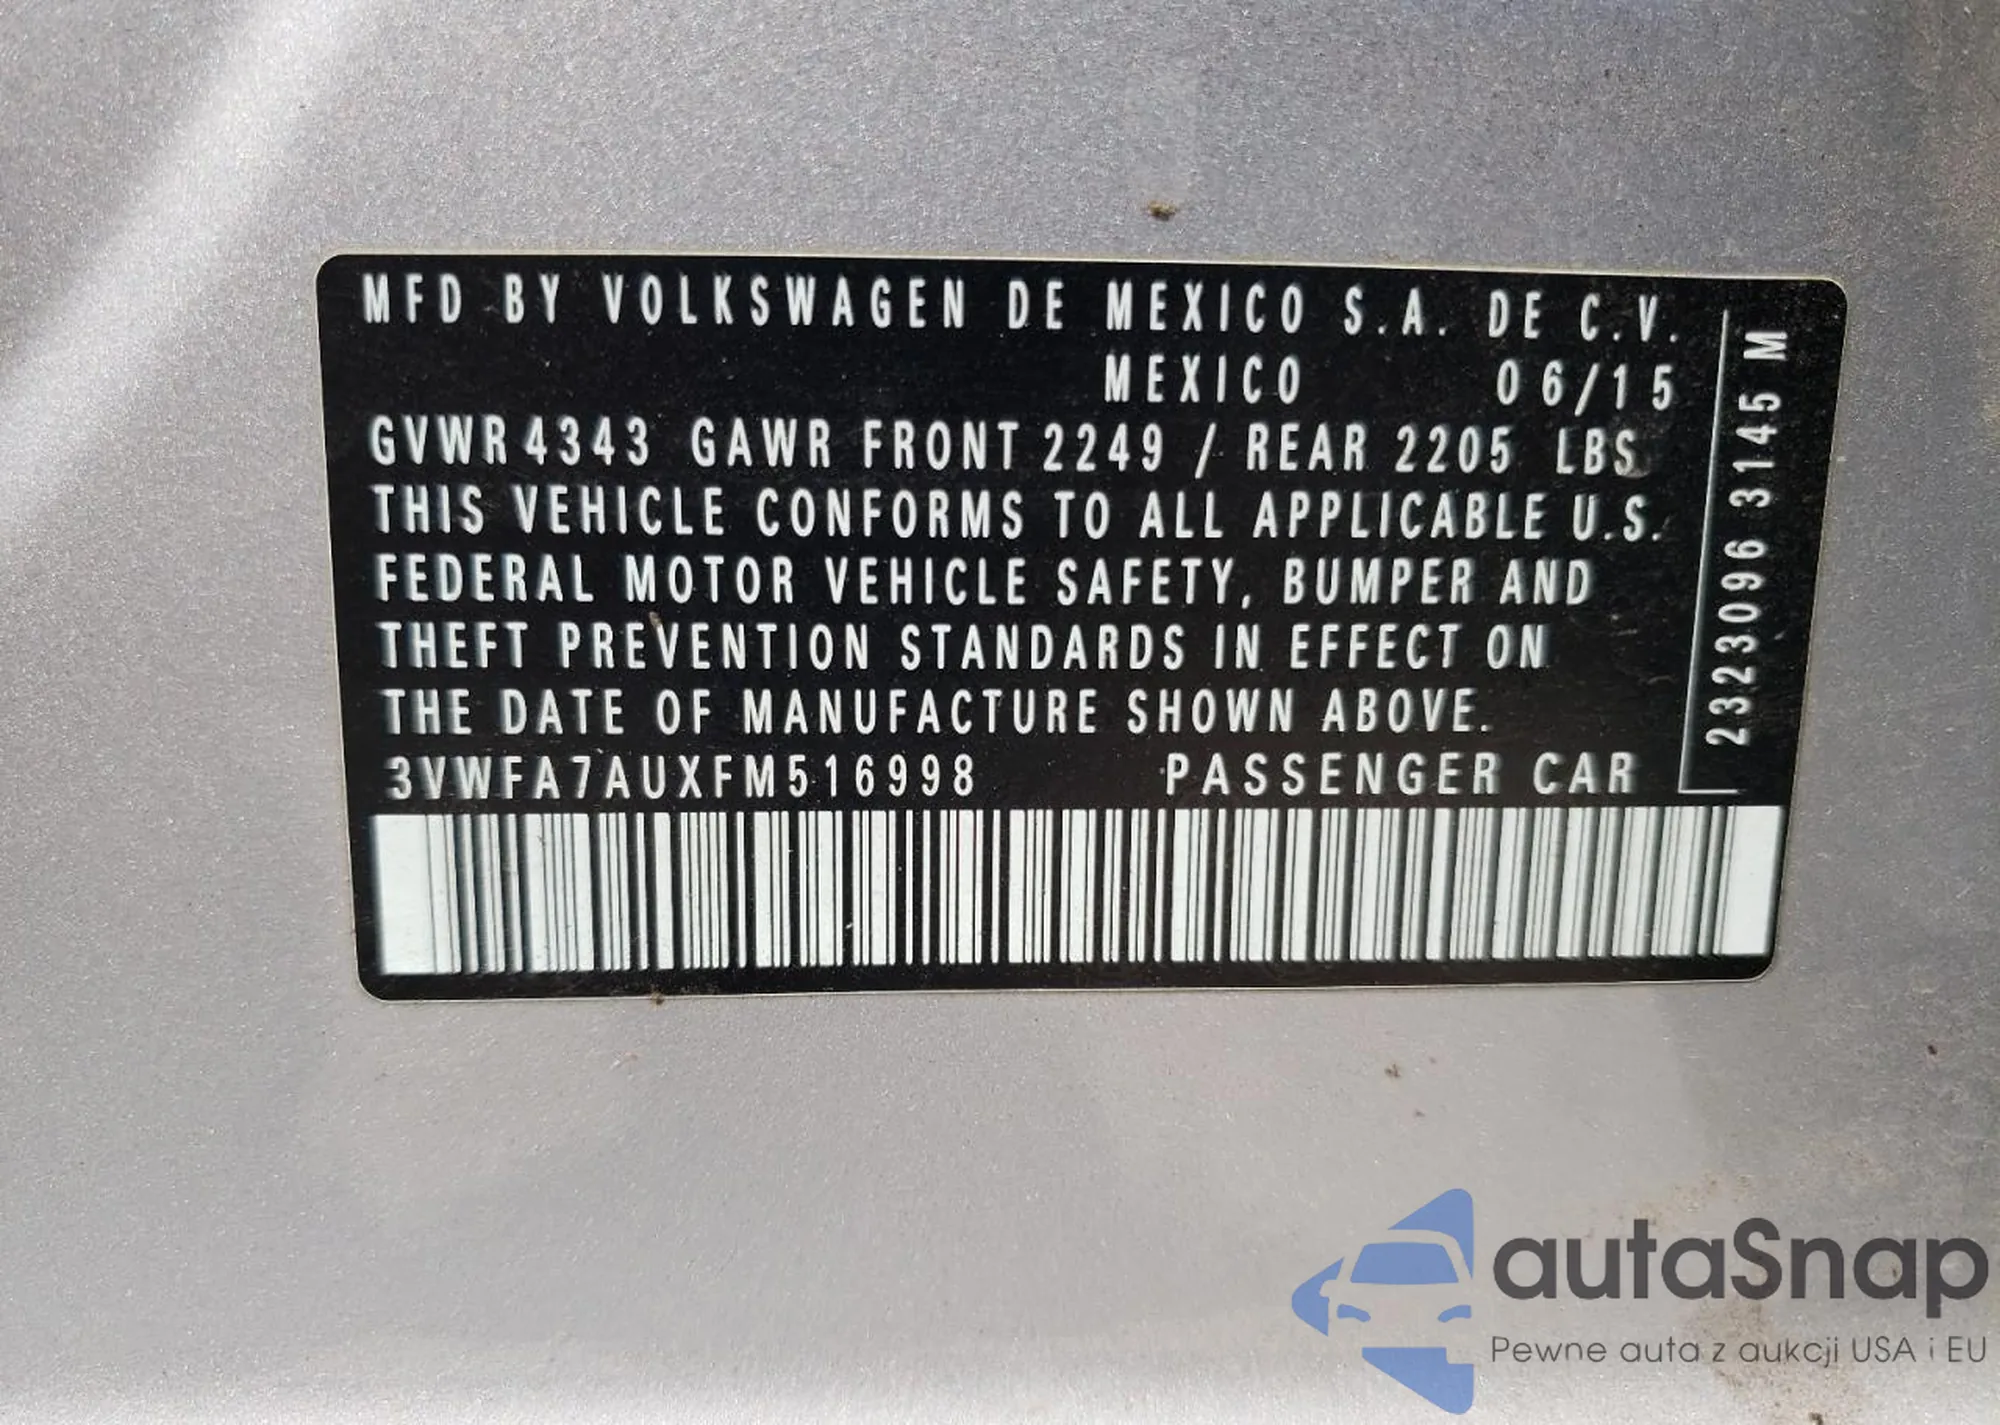 MFD BY VOLKSWAGEN DE MEXICO S.A. DE C.V.
MEXICO 06/15
GVWR 4343 GAWR FRONT 2249 / REAR 2205 LBS
THIS VEHICLE CONFORMS TO ALL APPLICABLE U.S.
FEDERAL MOTOR VEHICLE SAFETY, BUMPER AND
THEFT PREVENTION STANDARDS IN EFFECT ON
THE DATE OF MANUFACTURE SHOWN ABOVE.
3VWFA7AUXFM516998 PASSENGER CAR
2323096 3145 M
autaSnap
Pewne auta z aukcji USA i EU